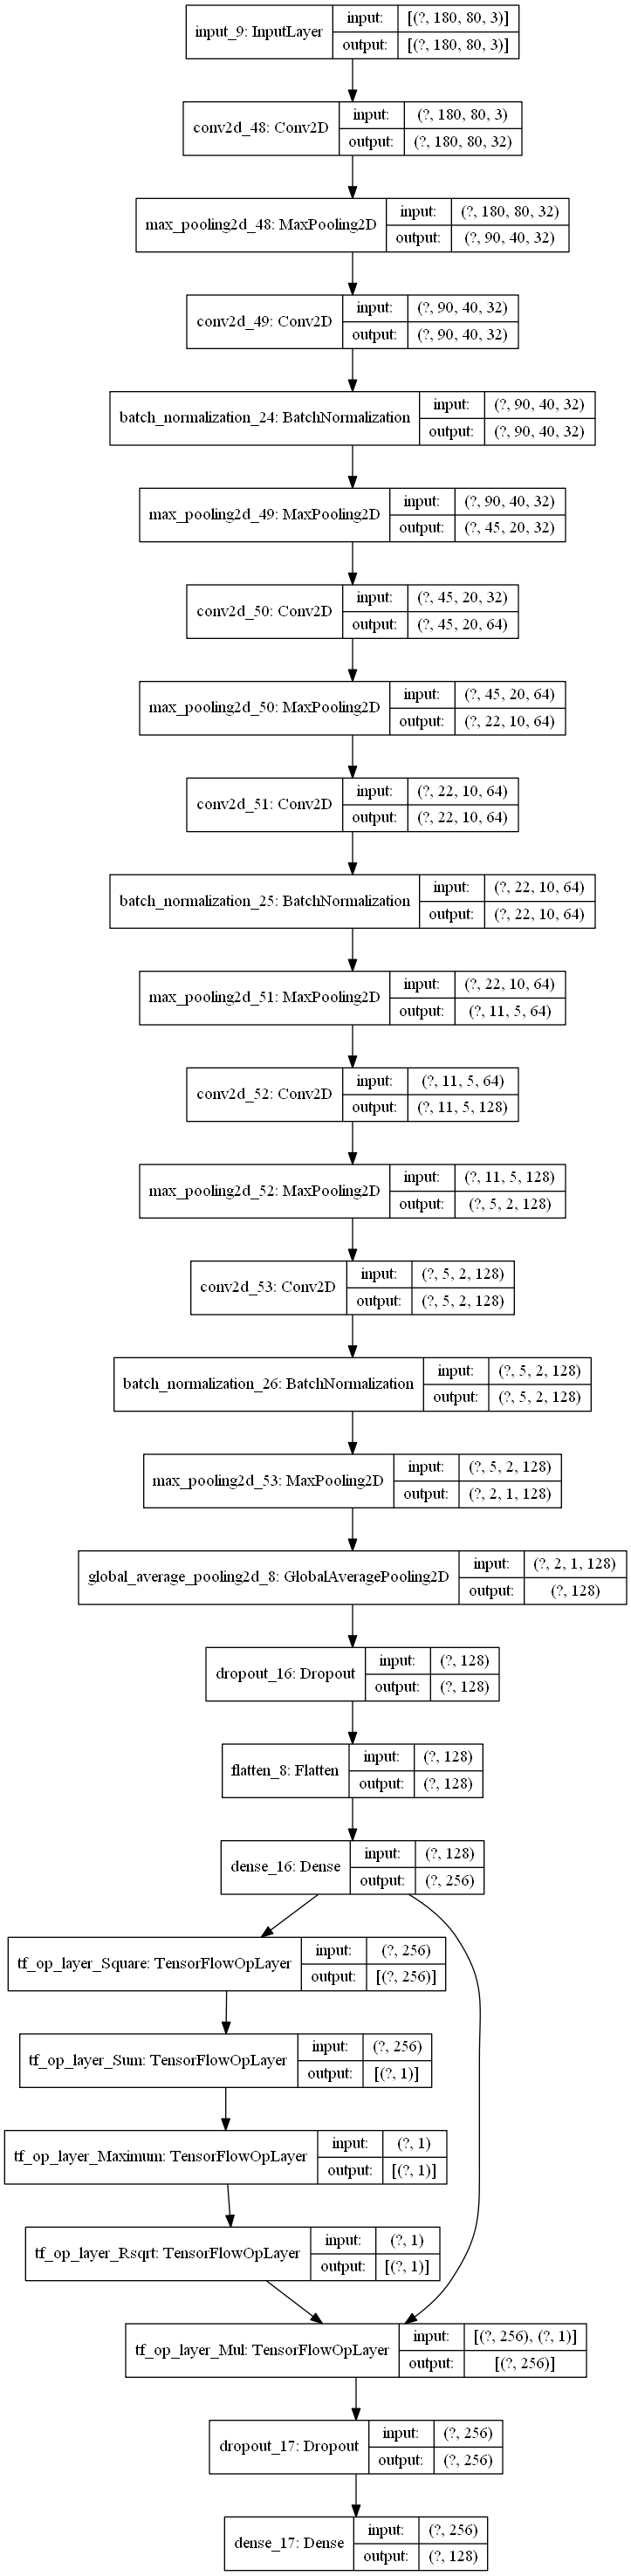 input_9: InputLayer
input: [(?, 180, 80, 3)]
output: [(?, 180, 80, 3)]
conv2d_48: Conv2D
input: (?, 180, 80, 3)
output: (?, 180, 80, 32)
max_pooling2d_48: MaxPooling2D
input: (?, 180, 80, 32)
output: (?, 90, 40, 32)
conv2d_49: Conv2D
input: (?, 90, 40, 32)
output: (?, 90, 40, 32)
batch_normalization_24: BatchNormalization
input: (?, 90, 40, 32)
output: (?, 90, 40, 32)
max_pooling2d_49: MaxPooling2D
input: (?, 90, 40, 32)
output: (?, 45, 20, 32)
conv2d_50: Conv2D
input: (?, 45, 20, 32)
output: (?, 45, 20, 64)
max_pooling2d_50: MaxPooling2D
input: (?, 45, 20, 64)
output: (?, 22, 10, 64)
conv2d_51: Conv2D
input: (?, 22, 10, 64)
output: (?, 22, 10, 64)
batch_normalization_25: BatchNormalization
input: (?, 22, 10, 64)
output: (?, 22, 10, 64)
max_pooling2d_51: MaxPooling2D
input: (?, 22, 10, 64)
output: (?, 11, 5, 64)
conv2d_52: Conv2D
input: (?, 11, 5, 64)
output: (?, 11, 5, 128)
max_pooling2d_52: MaxPooling2D
input: (?, 11, 5, 128)
output: (?, 5, 2, 128)
conv2d_53: Conv2D
input: (?, 5, 2, 128)
output: (?, 5, 2, 128)
batch_normalization_26: BatchNormalization
input: (?, 5, 2, 128)
output: (?, 5, 2, 128)
max_pooling2d_53: MaxPooling2D
input: (?, 5, 2, 128)
output: (?, 2, 1, 128)
global_average_pooling2d_8: GlobalAveragePooling2D
input: (?, 2, 1, 128)
output: (?, 128)
dropout_16: Dropout
input: (?, 128)
output: (?, 128)
flatten_8: Flatten
input: (?, 128)
output: (?, 128)
dense_16: Dense
input: (?, 128)
output: (?, 256)
tf_op_layer_Square: TensorFlowOpLayer
input: (?, 256)
output: [(?, 256)]
tf_op_layer_Sum: TensorFlowOpLayer
input: (?, 256)
output: [(?, 1)]
tf_op_layer_Maximum: TensorFlowOpLayer
input: (?, 1)
output: [(?, 1)]
tf_op_layer_Rsqrt: TensorFlowOpLayer
input: (?, 1)
output: [(?, 1)]
tf_op_layer_Mul: TensorFlowOpLayer
input: [(?, 256), (?, 1)]
output: [(?, 256)]
dropout_17: Dropout
input: (?, 256)
output: (?, 256)
dense_17: Dense
input: (?, 256)
output: (?, 128)